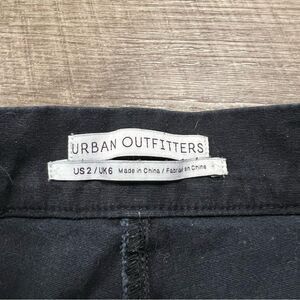 URBAN OUTFITTERS
US 2 / UK 6 Made in China / Fabriqué en Chine